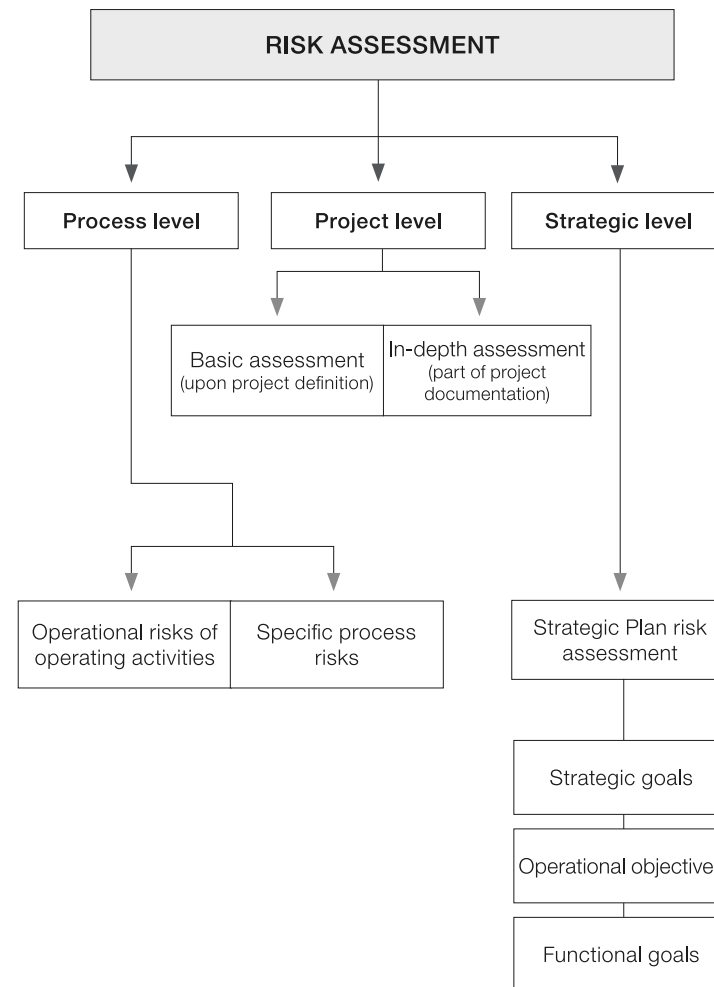 RISK ASSESSMENT
Process level
Project level
Strategic level
Basic assessment
(upon project definition)
In-depth assessment
(part of project
documentation)
Operational risks of
operating activities
Specific process
risks
Strategic Plan risk
assessment
Strategic goals
Operational objective
Functional goals